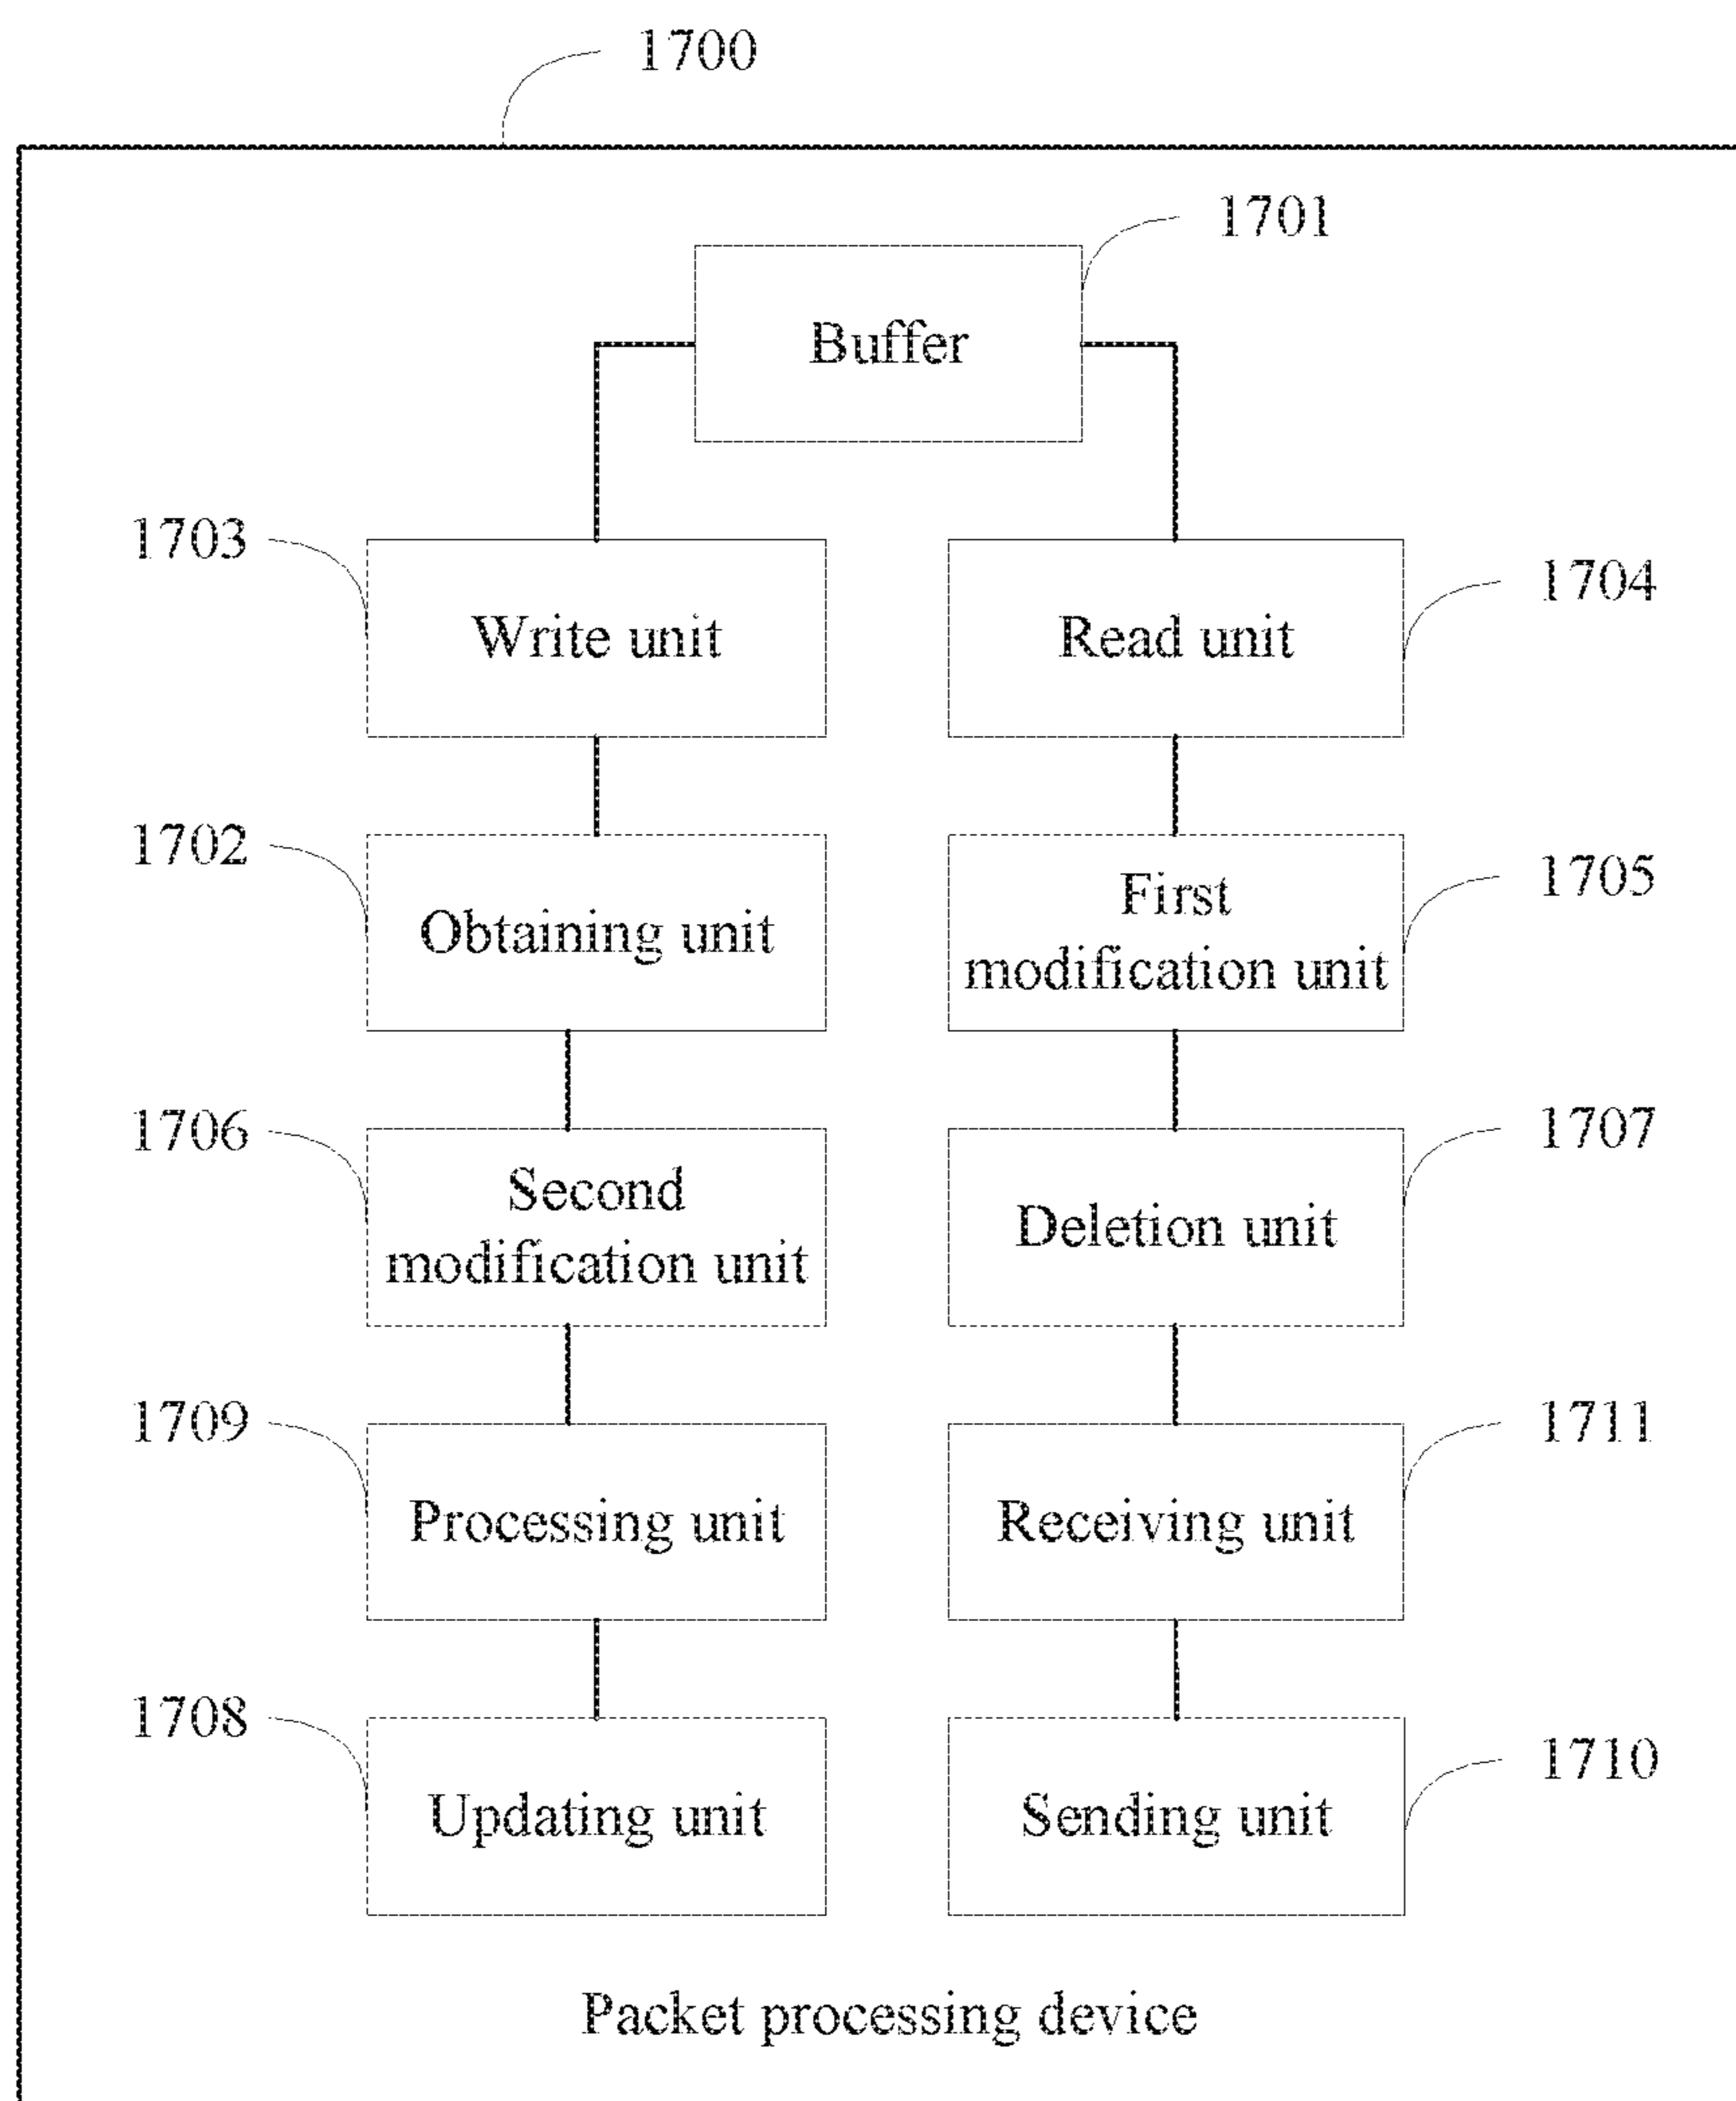 1700
1701
Buffer
1703
Write unit
1704
Read unit
1702
Obtaining unit
1705
First
modification unit
1706
Second
modification unit
1707
Deletion unit
1709
Processing unit
1711
Receiving unit
1708
Updating unit
1710
Sending unit
Packet processing device